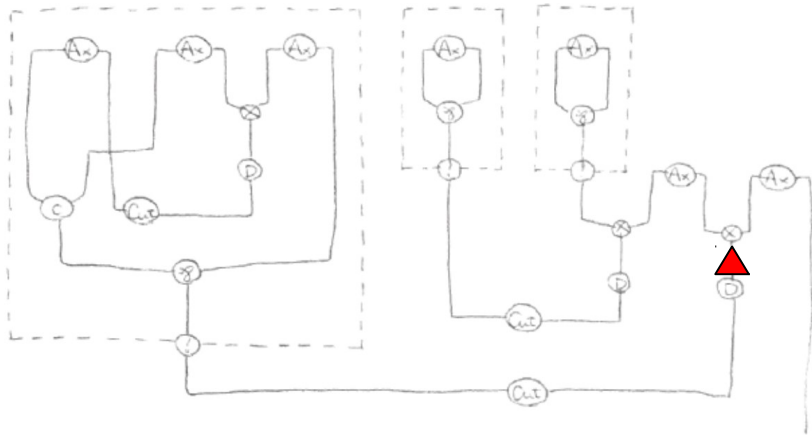 Ax Ax Ax Ax Ax
⊗ ⅋ ⅋
D ! ! Ax Ax
C Cut ⊗ ⊗
⅋ D D
! Cut
Cut